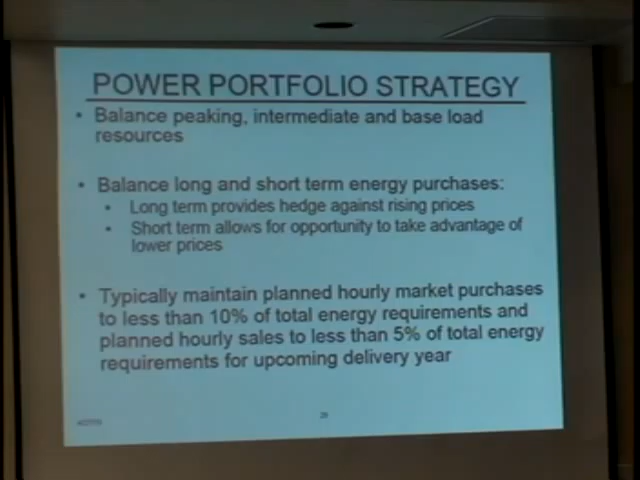 POWER PORTFOLIO STRATEGY
• Balance peaking, intermediate and base load
resources
• Balance long and short term energy purchases:
• Long term provides hedge against rising prices
• Short term allows for opportunity to take advantage of
lower prices
• Typically maintain planned hourly market purchases
to less than 10% of total energy requirements and
planned hourly sales to less than 5% of total energy
requirements for upcoming delivery year